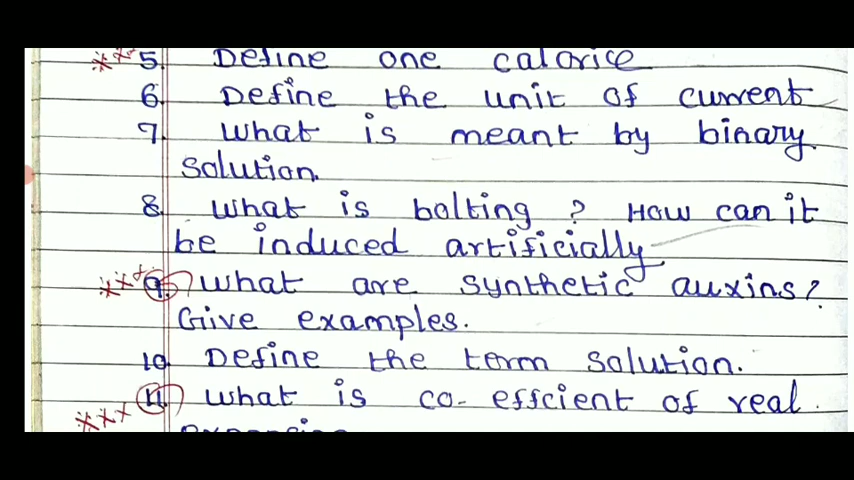 5. Define one calorice
6. Define the unit of current
7. What is meant by binary
solution.
8. What is bolting ? How can it
be induced artificially
9. What are synthetic auxins?
Give examples.
10. Define the term solution.
11. What is co-effcient of real